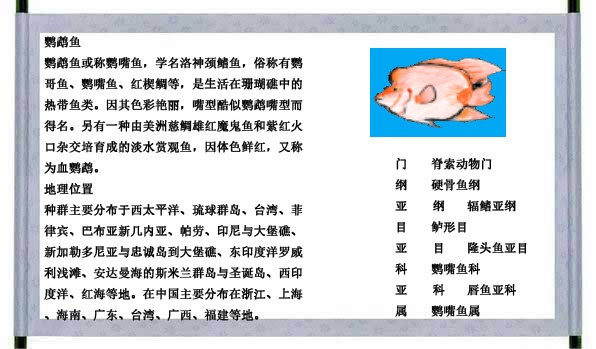 鹦鹉鱼
鹦鹉鱼或称鹦嘴鱼，学名洛神颈鳍鱼，俗称有鹦
哥鱼、鹦嘴鱼、红楔鲷等，是生活在珊瑚礁中的
热带鱼类。因其色彩艳丽，嘴型酷似鹦鹉嘴型而
得名。另有一种由美洲慈鲷雄红魔鬼鱼和紫红火
口杂交培育成的淡水赏观鱼，因体色鲜红，又称
为血鹦鹉。
地理位置
种群主要分布于西太平洋、琉球群岛、台湾、菲
律宾、巴布亚新几内亚、帕劳、印尼与大堡礁、
新加勒多尼亚与忠诚岛到大堡礁、东印度洋罗威
利浅滩、安达曼海的斯米兰群岛与圣诞岛、西印
度洋、红海等地。在中国主要分布在浙江、上海
、海南、广东、台湾、广西、福建等地。
门 脊索动物门
纲 硬骨鱼纲
亚 纲 辐鳍亚纲
目 鲈形目
亚 目 隆头鱼亚目
科 鹦嘴鱼科
亚 科 唇鱼亚科
属 鹦嘴鱼属